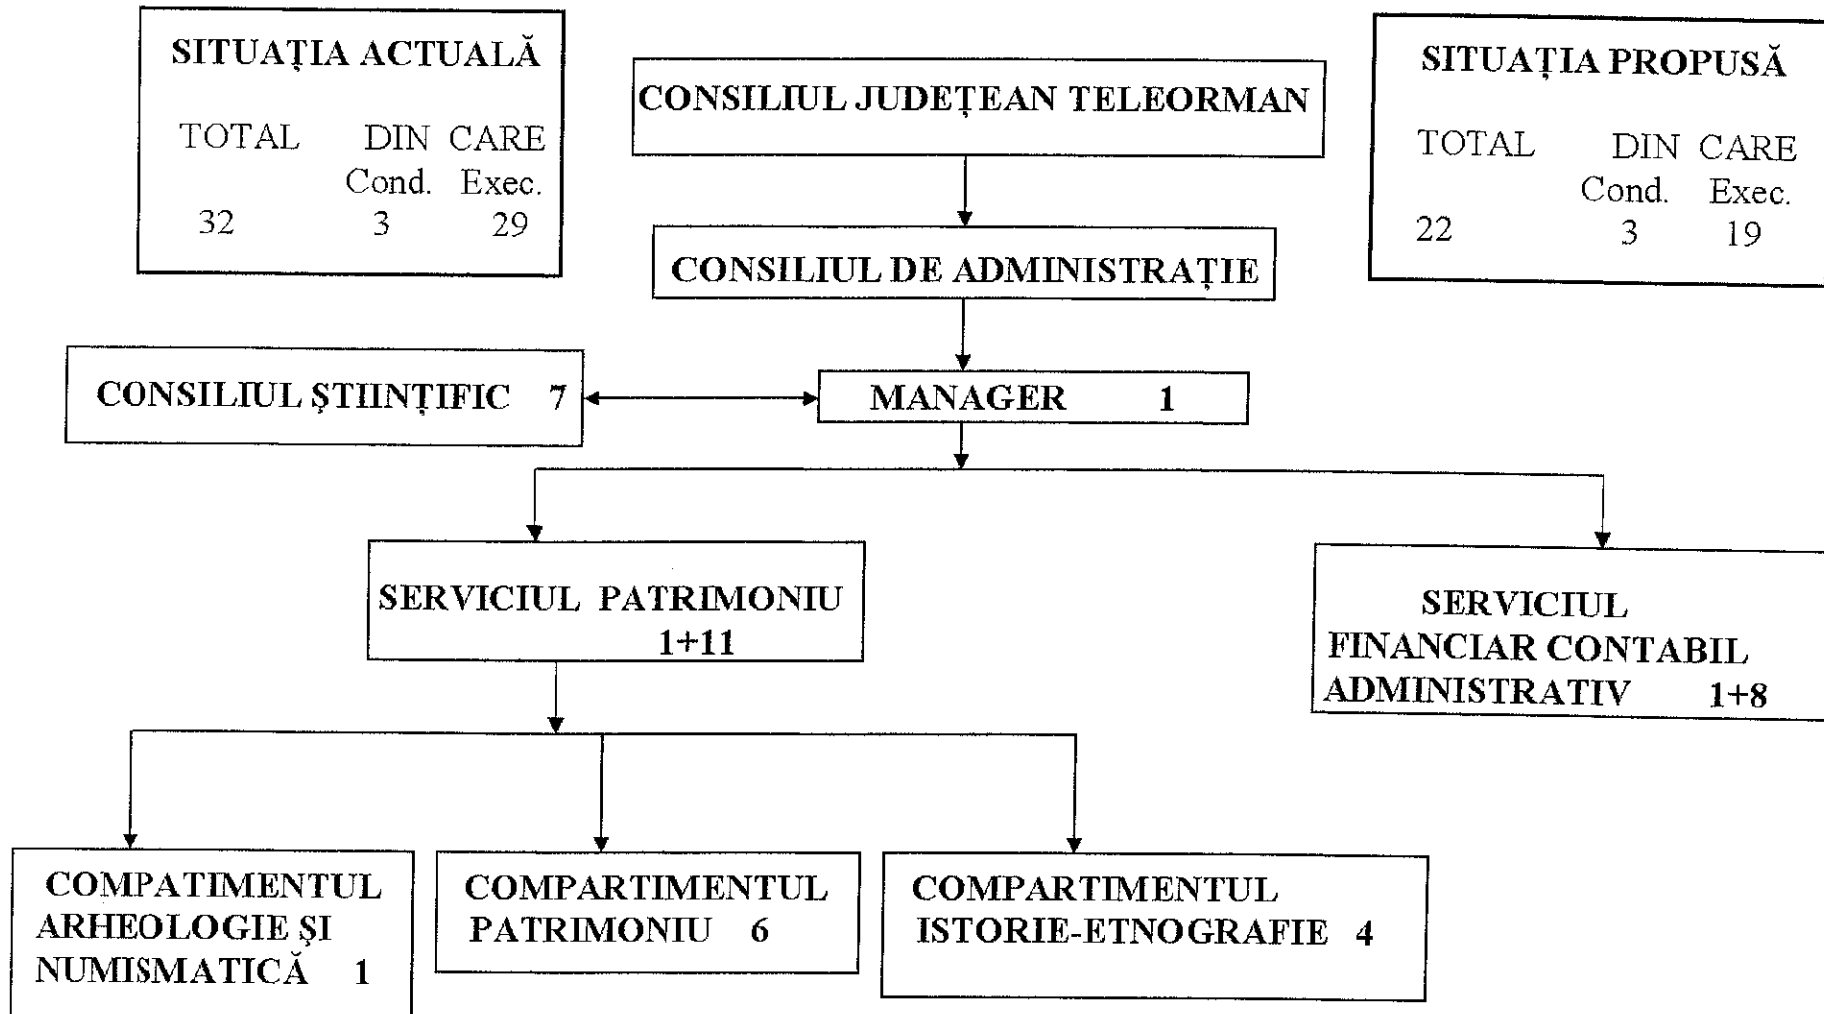 SITUAȚIA ACTUALĂ
TOTAL DIN CARE
Cond. Exec.
32 3 29
CONSILIUL JUDEȚEAN TELEORMAN
SITUAȚIA PROPUSĂ
TOTAL DIN CARE
Cond. Exec.
22 3 19
CONSILIUL DE ADMINISTRAȚIE
CONSILIUL ȘTIINȚIFIC 7
MANAGER 1
SERVICIUL PATRIMONIU
1+11
SERVICIUL
FINANCIAR CONTABIL
ADMINISTRATIV 1+8
COMPATIMENTUL
ARHEOLOGIE ȘI
NUMISMATICĂ 1
COMPARTIMENTUL
PATRIMONIU 6
COMPARTIMENTUL
ISTORIE-ETNOGRAFIE 4